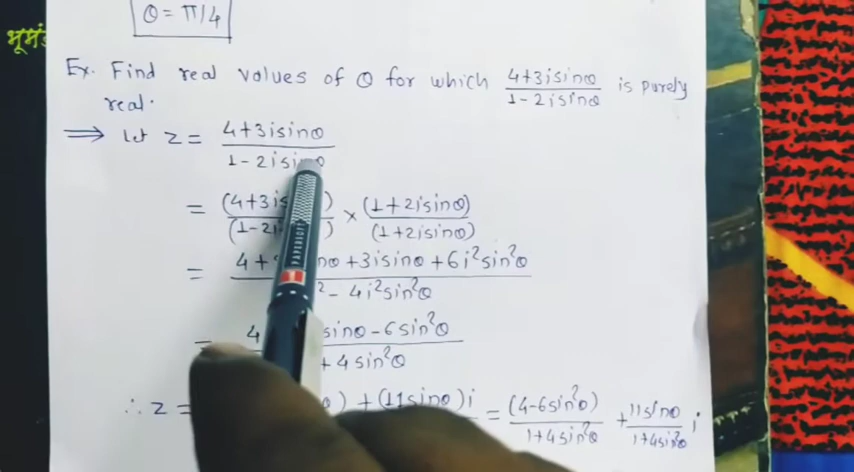 भूमं
θ = π/4
Ex. Find real values of θ for which (4+3isinθ)/(1-2isinθ) is purely
real.
⇒ Let z = (4+3isinθ)/(1-2isinθ)
= (4+3is )/(1-2i ) × (1+2isinθ)/(1+2isinθ)
= 4+ nθ +3isinθ +6i²sin²θ
² - 4i²sin²θ
= 4 sinθ -6sin²θ
+ 4sin²θ
∴ z = θ) + (11sinθ)i = (4-6sin²θ)/(1+4sin²θ) + (11sinθ)/(1+4sin²θ) i